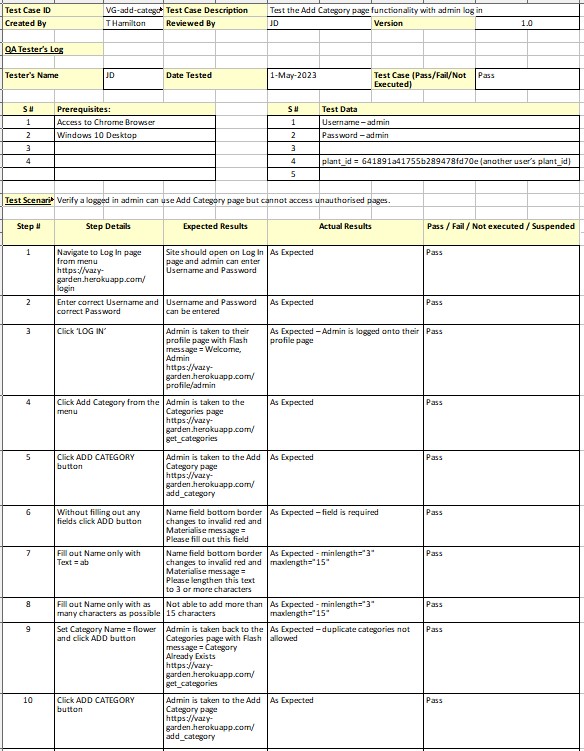 Test Case ID VG-add-catego Test Case Description Test the Add Category page functionality with admin log in
Created By T Hamilton Reviewed By JD Version 1.0
QA Tester's Log
Tester's Name JD Date Tested 1-May-2023 Test Case (Pass/Fail/Not
Executed) Pass
S # Prerequisites: S # Test Data
1 Access to Chrome Browser 1 Username – admin
2 Windows 10 Desktop 2 Password – admin
3 3
4 4 plant_id = 641891a41755b289478fd70e (another user's plant_id)
5
Test Scenari Verify a logged in admin can use Add Category page but cannot access unauthorised pages.
Step # Step Details Expected Results Actual Results Pass / Fail / Not executed / Suspended
1 Navigate to Log In page
from menu
https://vazy-
garden.herokuapp.com/
login
Site should open on Log In
page and admin can enter
Username and Password
As Expected
Pass
2 Enter correct Username and
correct Password
Username and Password
can be entered
As Expected
Pass
3 Click 'LOG IN'
Admin is taken to their
profile page with Flash
message = Welcome,
Admin
https://vazy-
garden.herokuapp.com/
profile/admin
As Expected – Admin is logged onto their
profile page
Pass
4 Click Add Category from the
menu
Admin is taken to the
Categories page
https://vazy-
garden.herokuapp.com/
get_categories
As Expected
Pass
5 Click ADD CATEGORY
button
Admin is taken to the Add
Category page
https://vazy-
garden.herokuapp.com/
add_category
As Expected
Pass
6 Without filling out any
fields click ADD button
Name field bottom border
changes to invalid red and
Materialise message =
Please fill out this field
As Expected – field is required
Pass
7 Fill out Name only with
Text = ab
Name field bottom border
changes to invalid red and
Materialise message =
Please lengthen this text
to 3 or more characters
As Expected - minlength="3"
maxlength="15"
Pass
8 Fill out Name only with as
many characters as possible
Not able to add more than
15 characters
As Expected - minlength="3"
maxlength="15"
Pass
9 Set Category Name = flower
and click ADD button
Admin is taken back to the
Categories page with Flash
message = Category
Already Exists
https://vazy-
garden.herokuapp.com/
get_categories
As Expected – duplicate categories not
allowed
Pass
10 Click ADD CATEGORY
button
Admin is taken to the Add
Category page
https://vazy-
garden.herokuapp.com/
add_category
As Expected
Pass